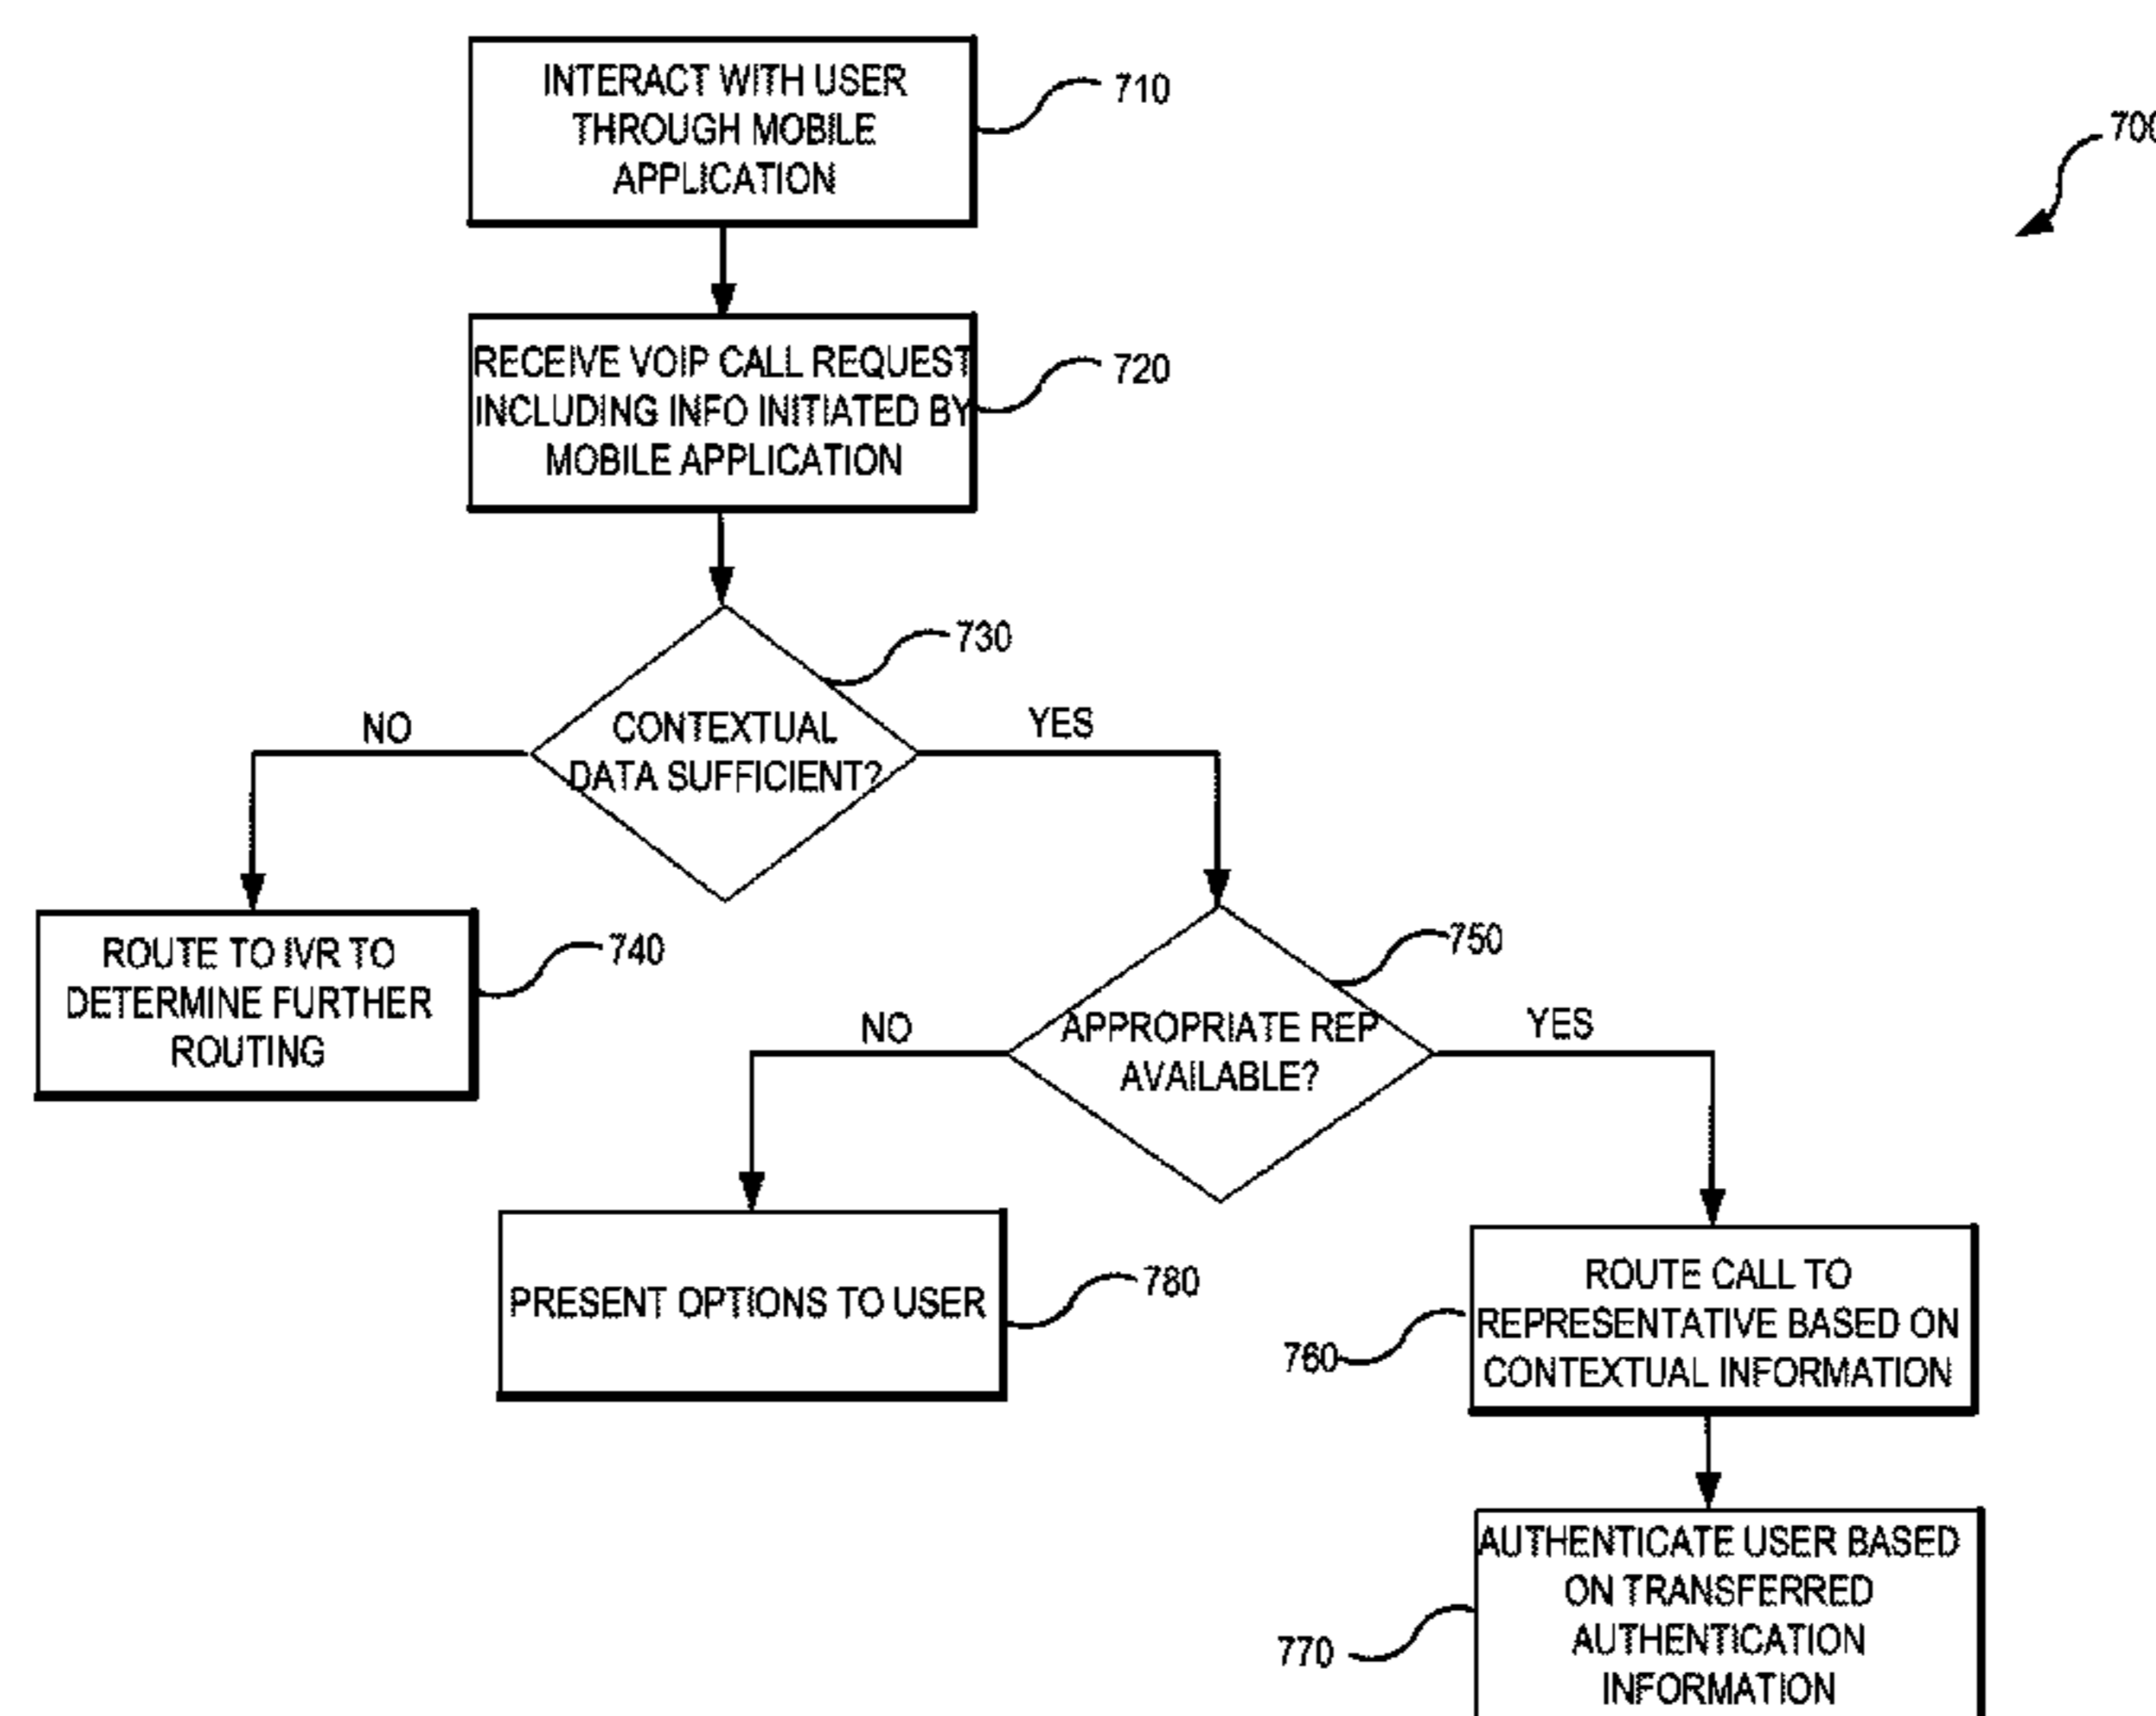 INTERACT WITH USER
THROUGH MOBILE
APPLICATION
710
700
RECEIVE VOIP CALL REQUEST
INCLUDING INFO INITIATED BY
MOBILE APPLICATION
720
730
CONTEXTUAL
DATA SUFFICIENT?
NO
YES
ROUTE TO IVR TO
DETERMINE FURTHER
ROUTING
740
750
APPROPRIATE REP
AVAILABLE?
NO
YES
PRESENT OPTIONS TO USER
780
ROUTE CALL TO
REPRESENTATIVE BASED ON
CONTEXTUAL INFORMATION
760
AUTHENTICATE USER BASED
ON TRANSFERRED
AUTHENTICATION
INFORMATION
770